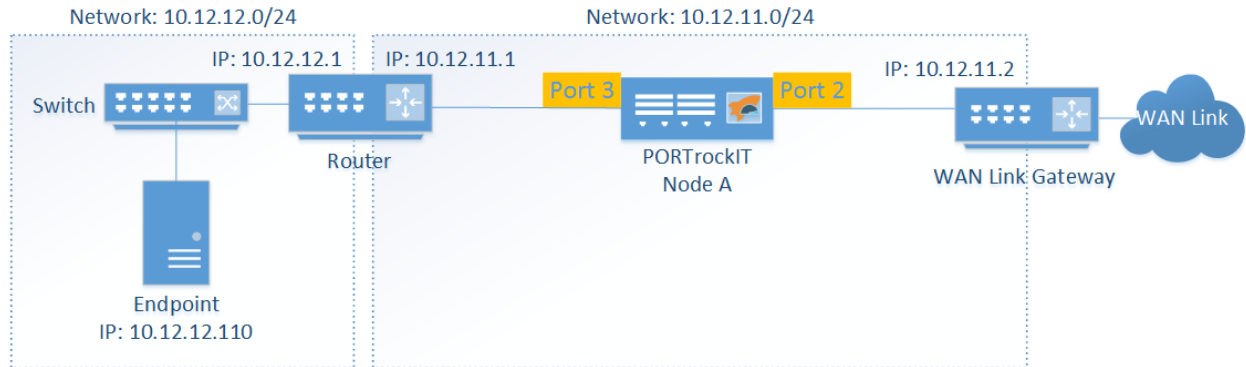 Network: 10.12.12.0/24
Network: 10.12.11.0/24
IP: 10.12.12.1
IP: 10.12.11.1
IP: 10.12.11.2
Port 3
Port 2
Switch
WAN Link
Router
PORTrockIT
Node A
WAN Link Gateway
Endpoint
IP: 10.12.12.110